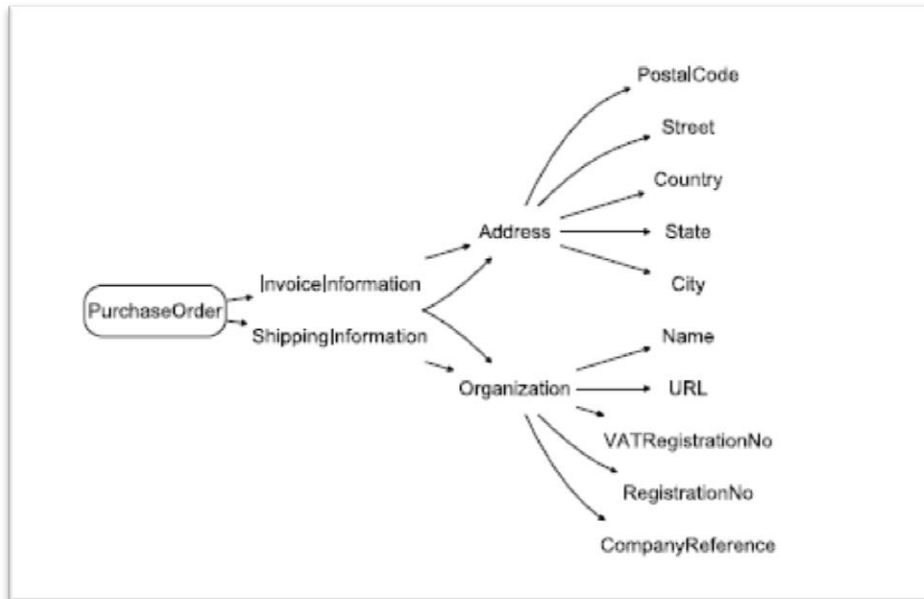 PostalCode
Street
Country
Address
State
InvoiceInformation
City
PurchaseOrder
ShippingInformation
Name
Organization
URL
VATRegistrationNo
RegistrationNo
CompanyReference